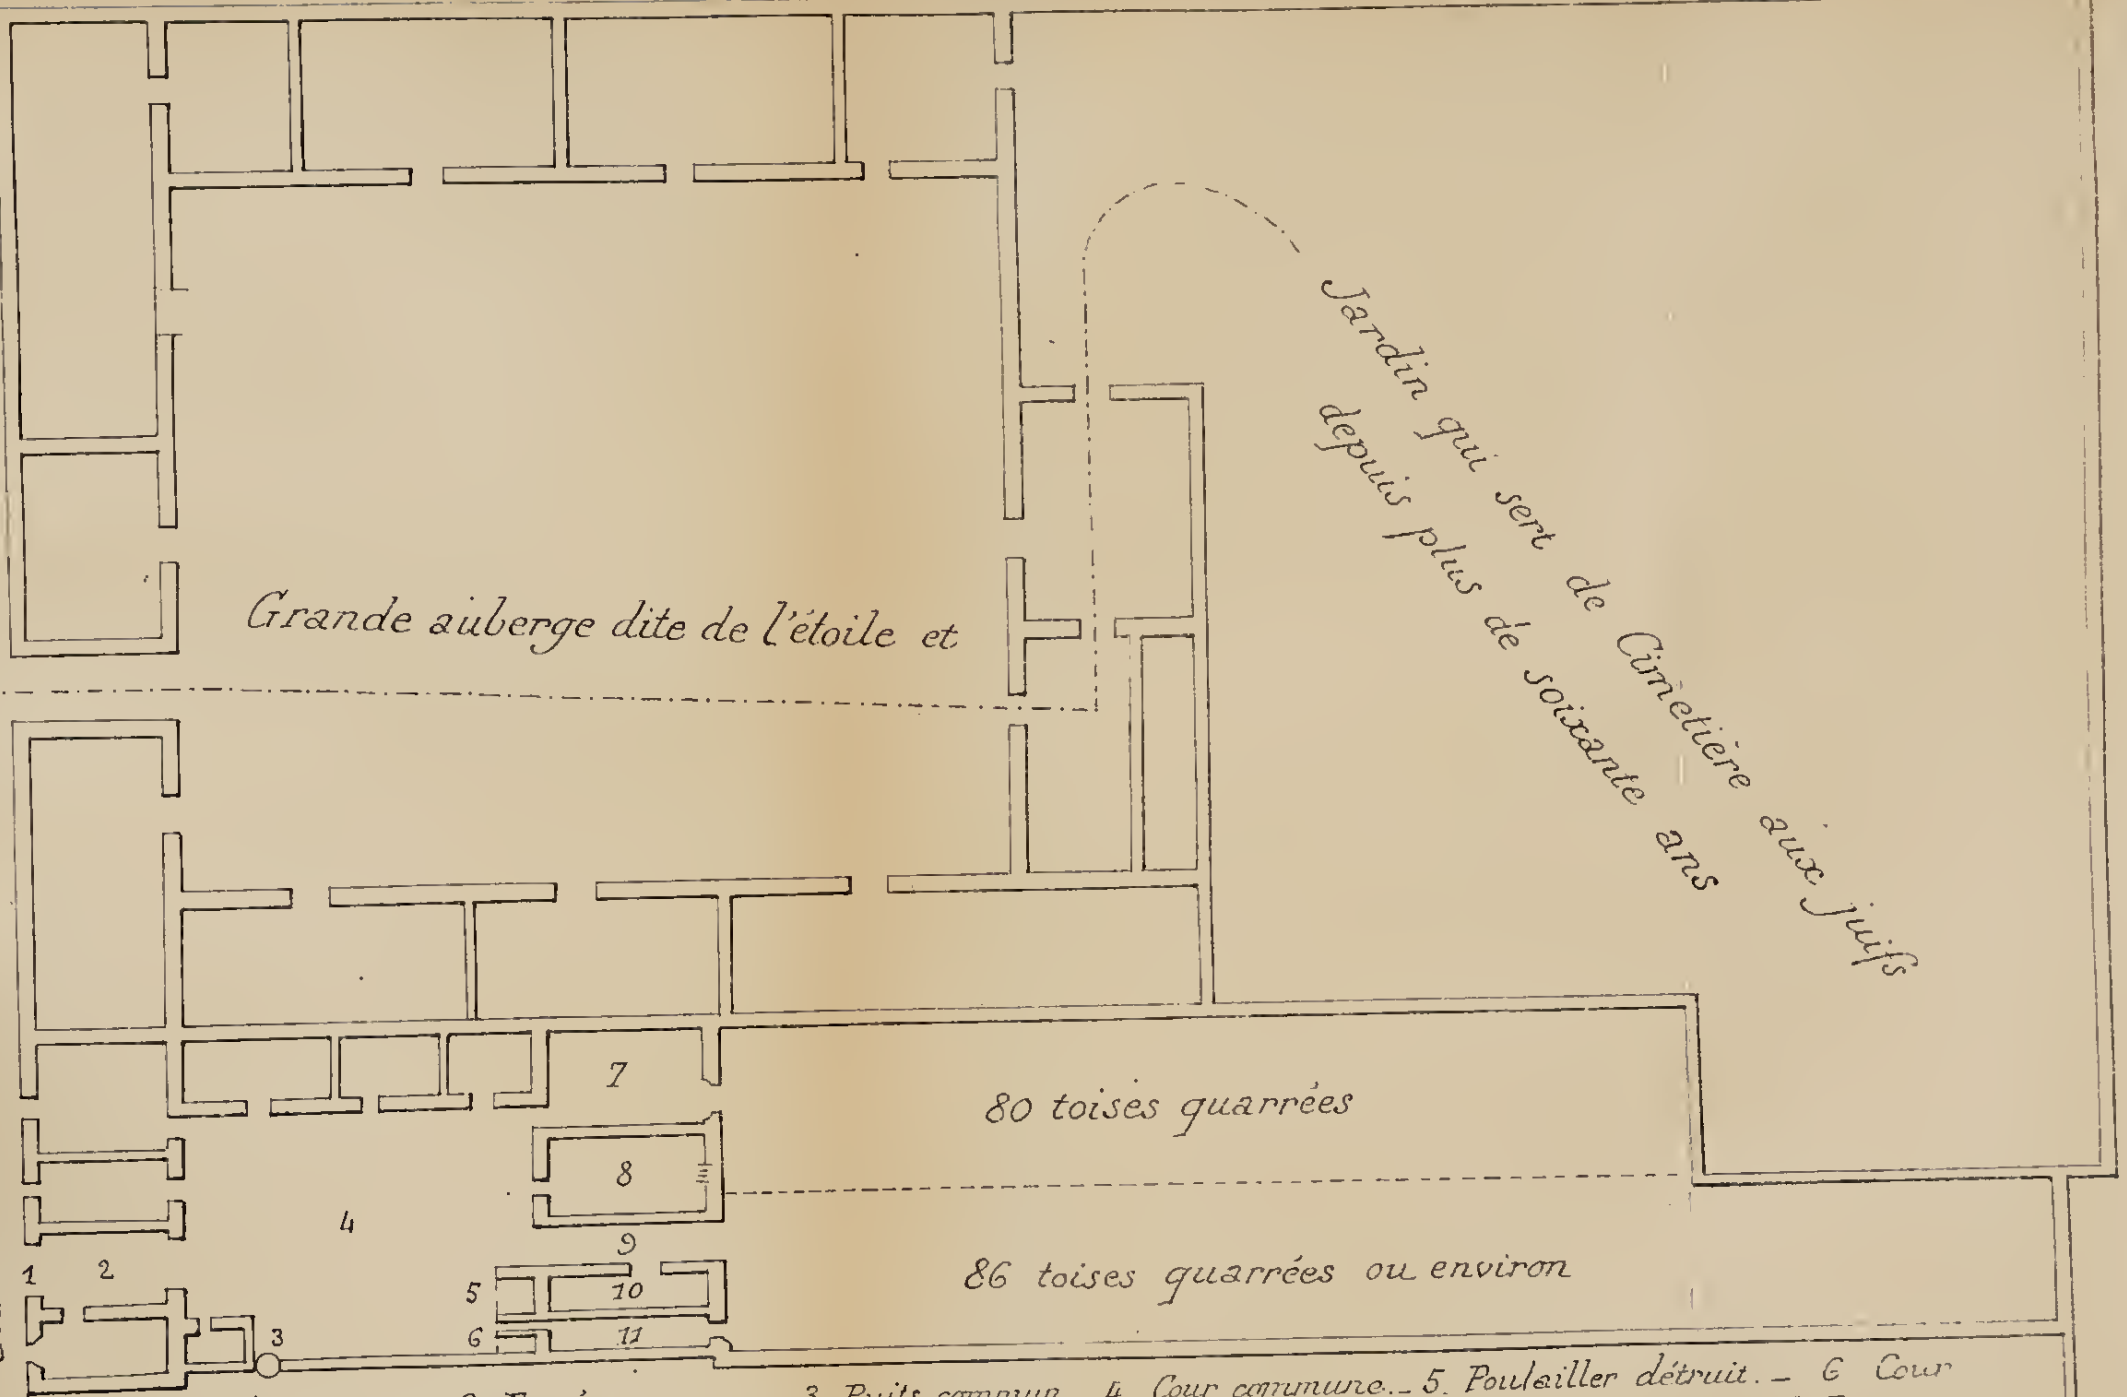 Grande auberge dite de l'étoile et
Jardin qui sert de Cimetière aux juifs
depuis plus de soixante ans
7
80 toises quarrées
8
4
9
86 toises quarrées ou environ
1
2
5
10
3
6
11
3. Puits commun. _ 4. Cour commune. _ 5. Poulailler détruit. _ 6 Cour